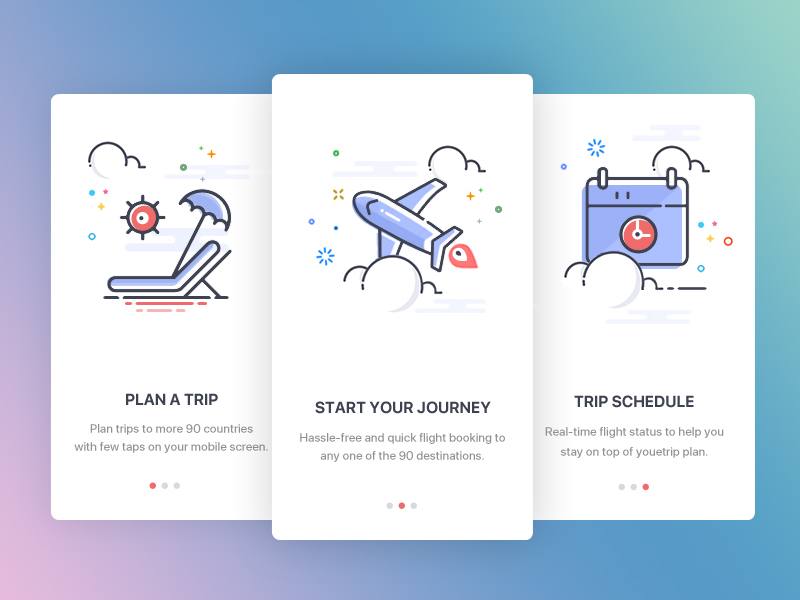 PLAN A TRIP
Plan trips to more 90 countries
with few taps on your mobile screen.
START YOUR JOURNEY
Hassle-free and quick flight booking to
any one of the 90 destinations.
TRIP SCHEDULE
Real-time flight status to help you
stay on top of youetrip plan.